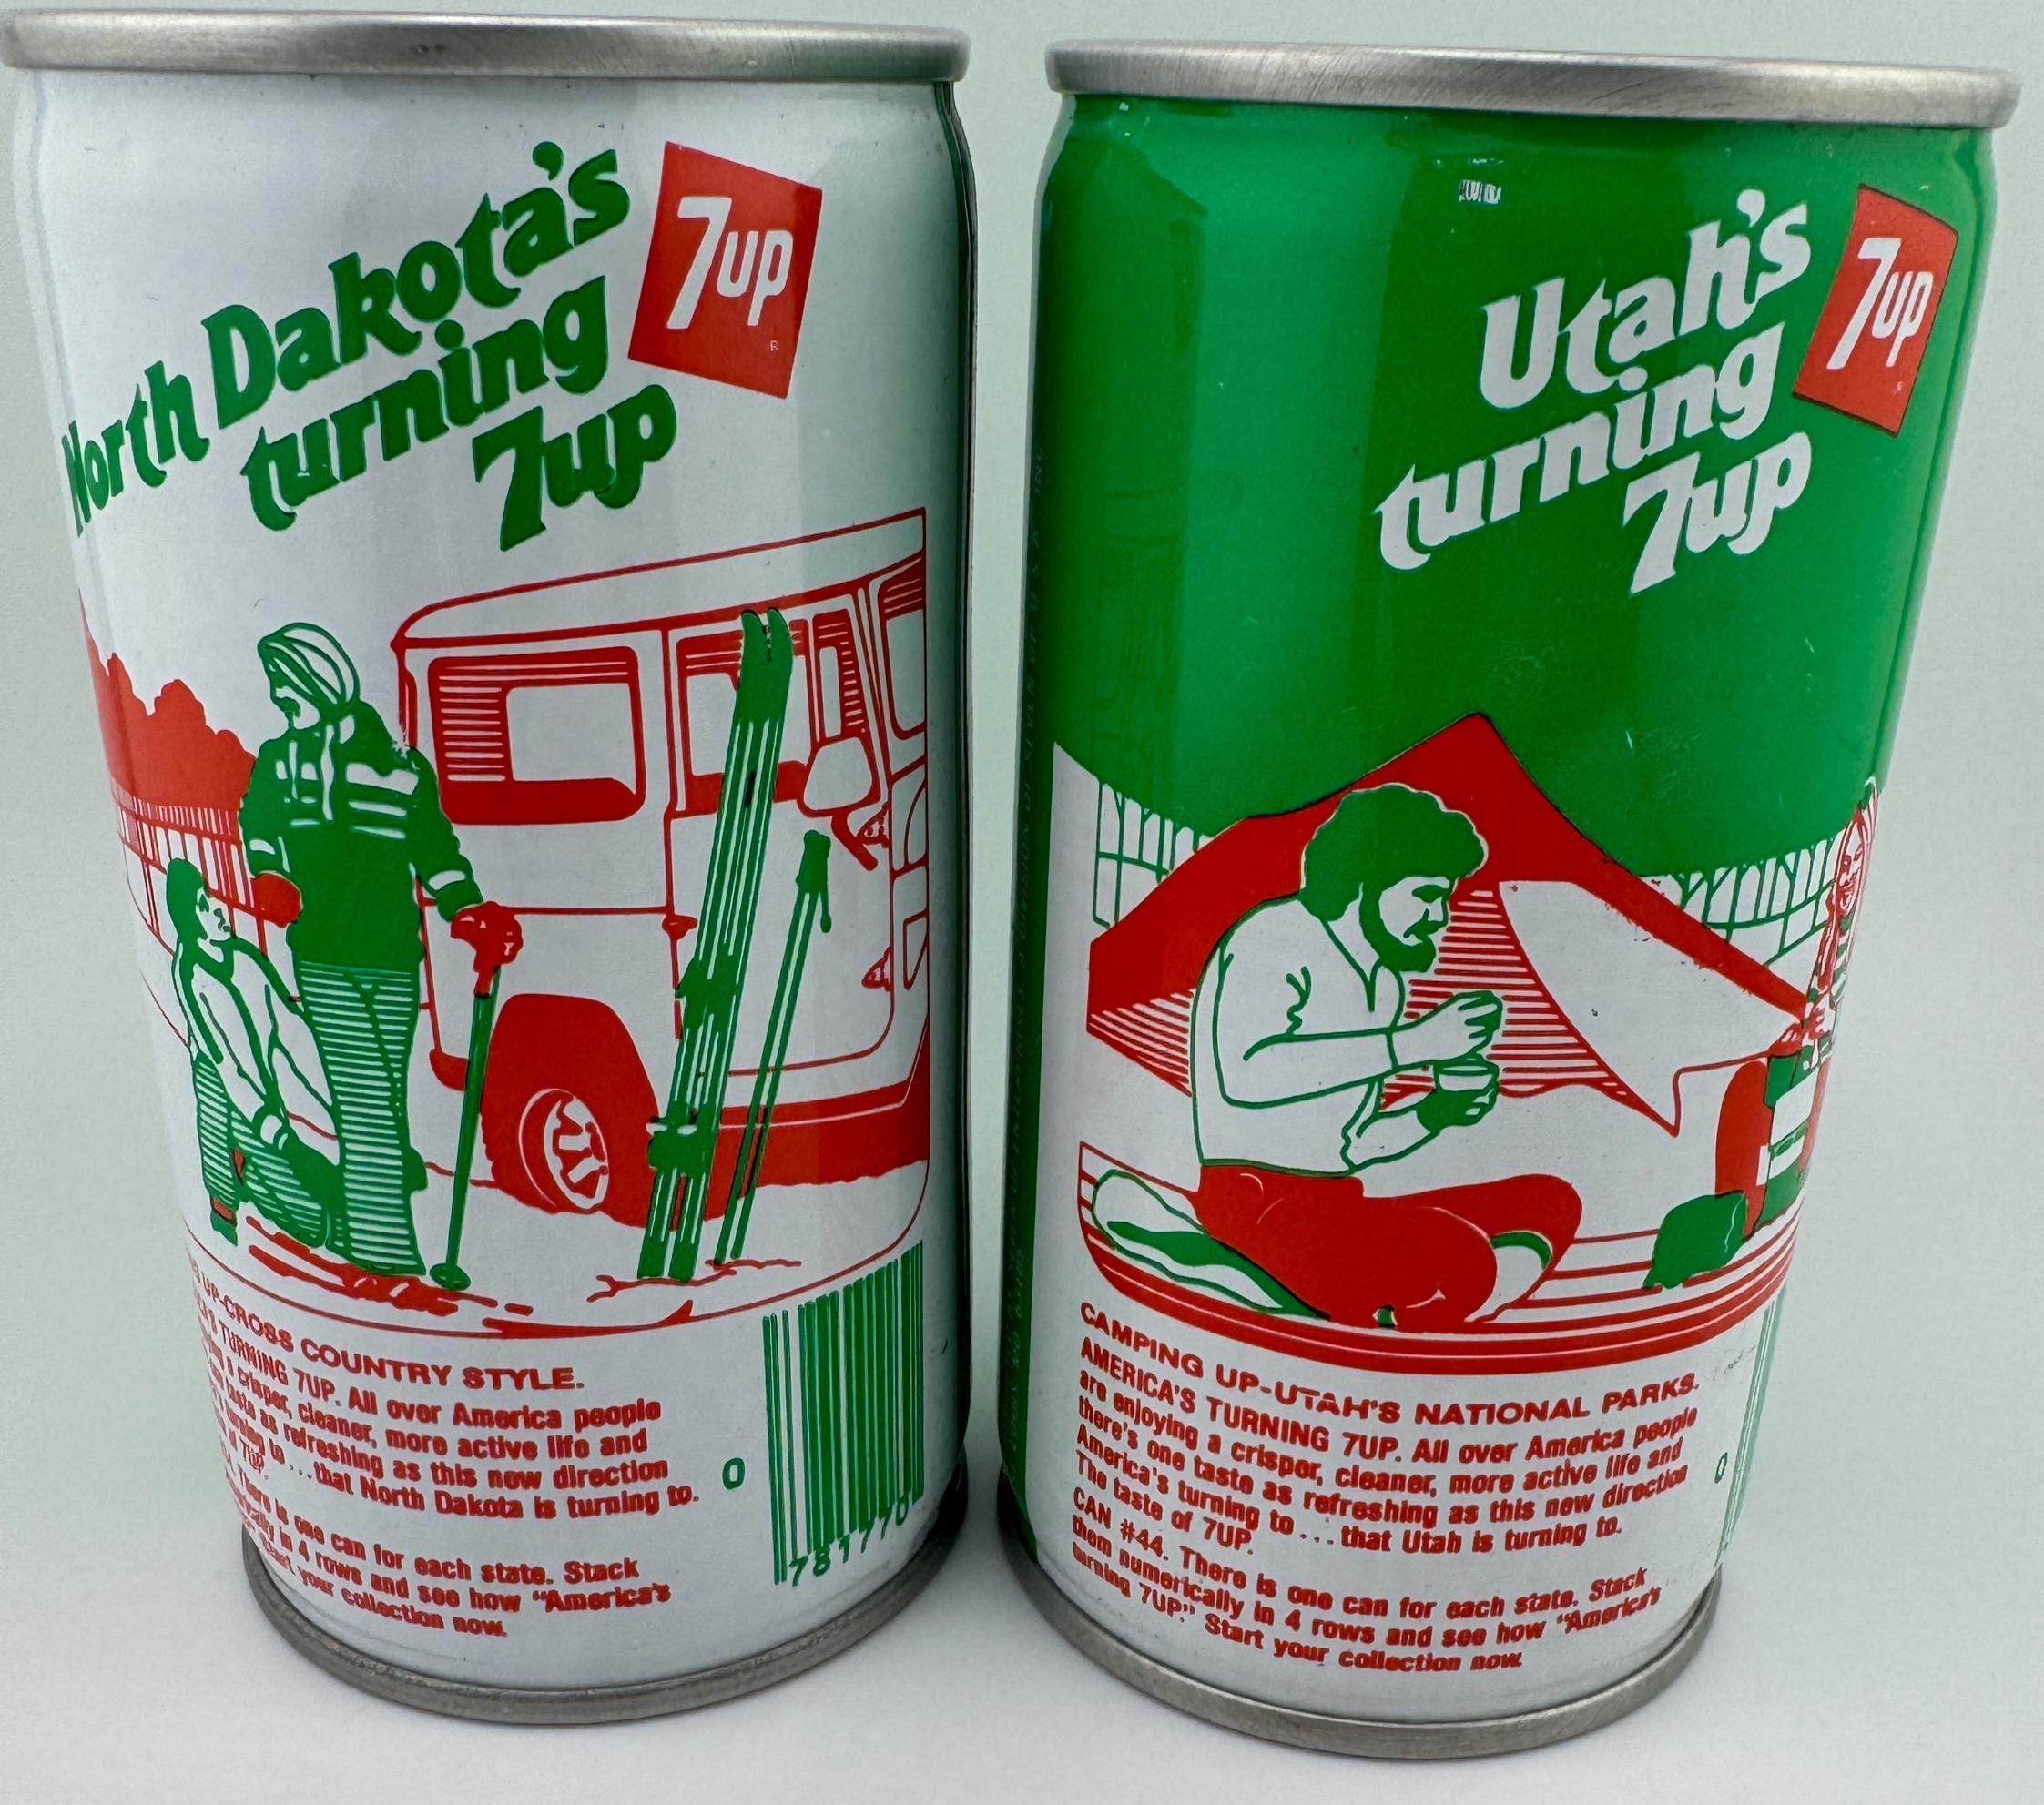 North Dakota's
turning
7up
7up
UP-CROSS COUNTRY STYLE.
TURNING 7UP. All over America people
a crisper, cleaner, more active life and
taste as refreshing as this new direction
turning to...that North Dakota is turning to.
of 7UP.
There is one can for each state. Stack
in 4 rows and see how "America's
your collection now.
0
781770
Utah's
turning
7up
7up
CAMPING UP-UTAH'S NATIONAL PARKS.
AMERICA'S TURNING 7UP. All over America people
are enjoying a crisper, cleaner, more active life and
there's one taste as refreshing as this new direction
America's turning to...that Utah is turning to.
The taste of 7UP.
CAN #44. There is one can for each state. Stack
them numerically in 4 rows and see how "America's
turning 7UP." Start your collection now.
0